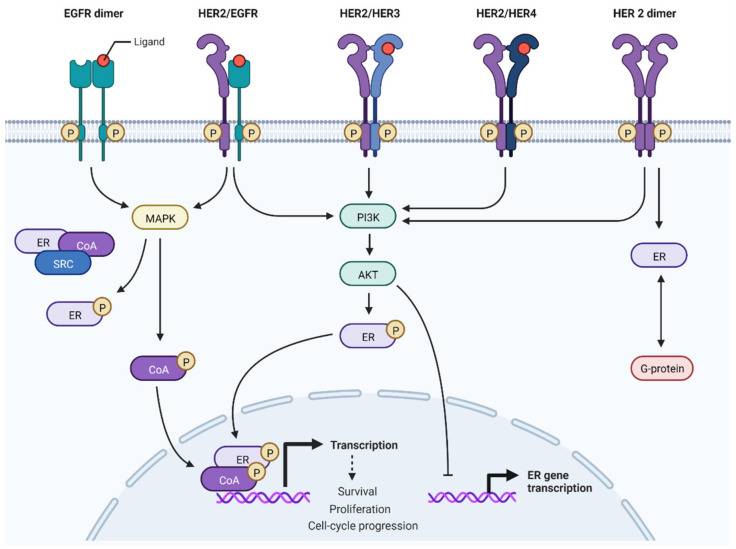 EGFR dimer
HER2/EGFR
HER2/HER3
HER2/HER4
HER 2 dimer
Ligand
P
P
P
P
P
P
P
P
P
P
MAPK
PI3K
ER
CoA
SRC
ER
AKT
ER
P
ER
P
G-protein
CoA
P
ER
P
CoA
P
Transcription
Survival
Proliferation
Cell-cycle progression
ER gene
transcription